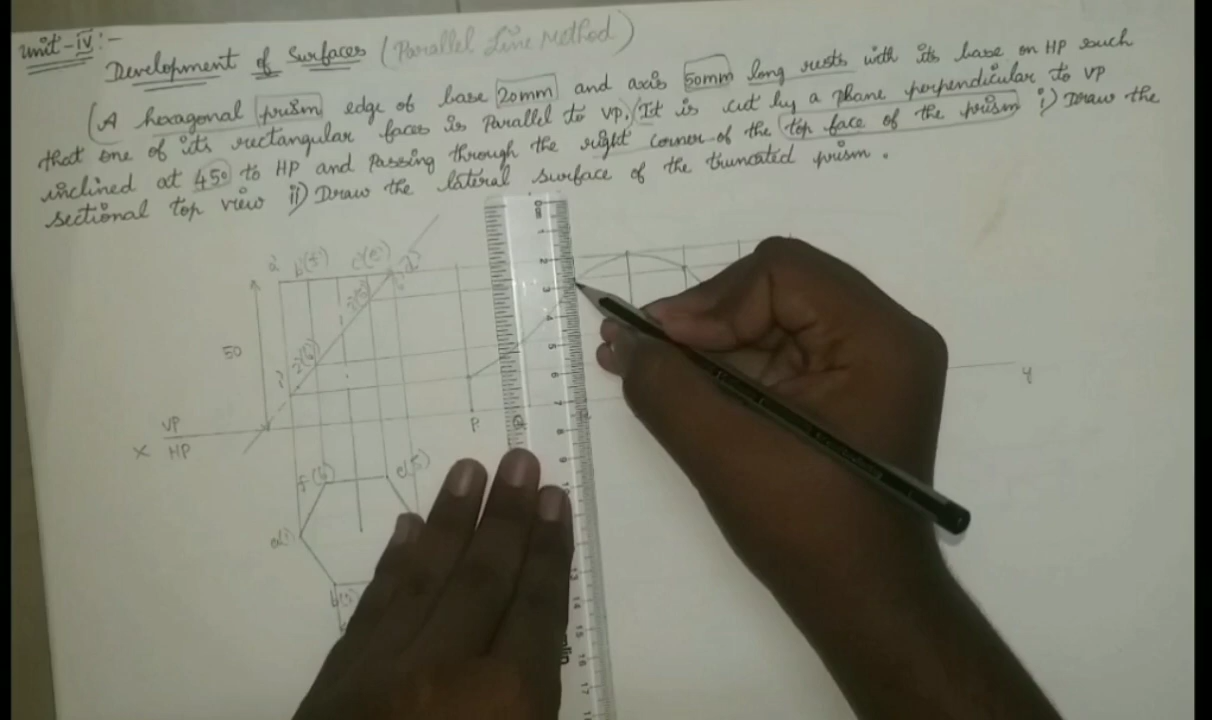 Unit-IV:-
Development of Surfaces (Parallel Line Method)
(A hexagonal prism edge of base 20mm and axis 50mm long rests with its base on HP such
that one of its rectangular faces is Parallel to VP. It is cut by a plane perpendicular to VP
inclined at 45° to HP and Passing through the right corner of the top face of the prism i) Draw the
sectional top view ii) Draw the lateral surface of the truncated prism.
50
VP
X HP
P
y